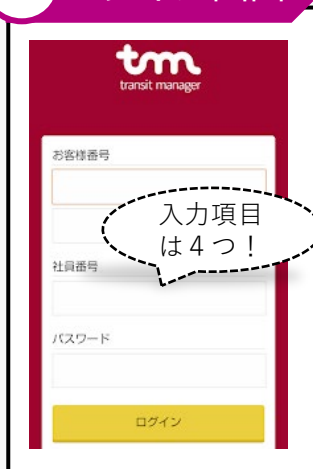 tm
transit manager
お客様番号
入力項目
は４つ！
社員番号
パスワード
ログイン